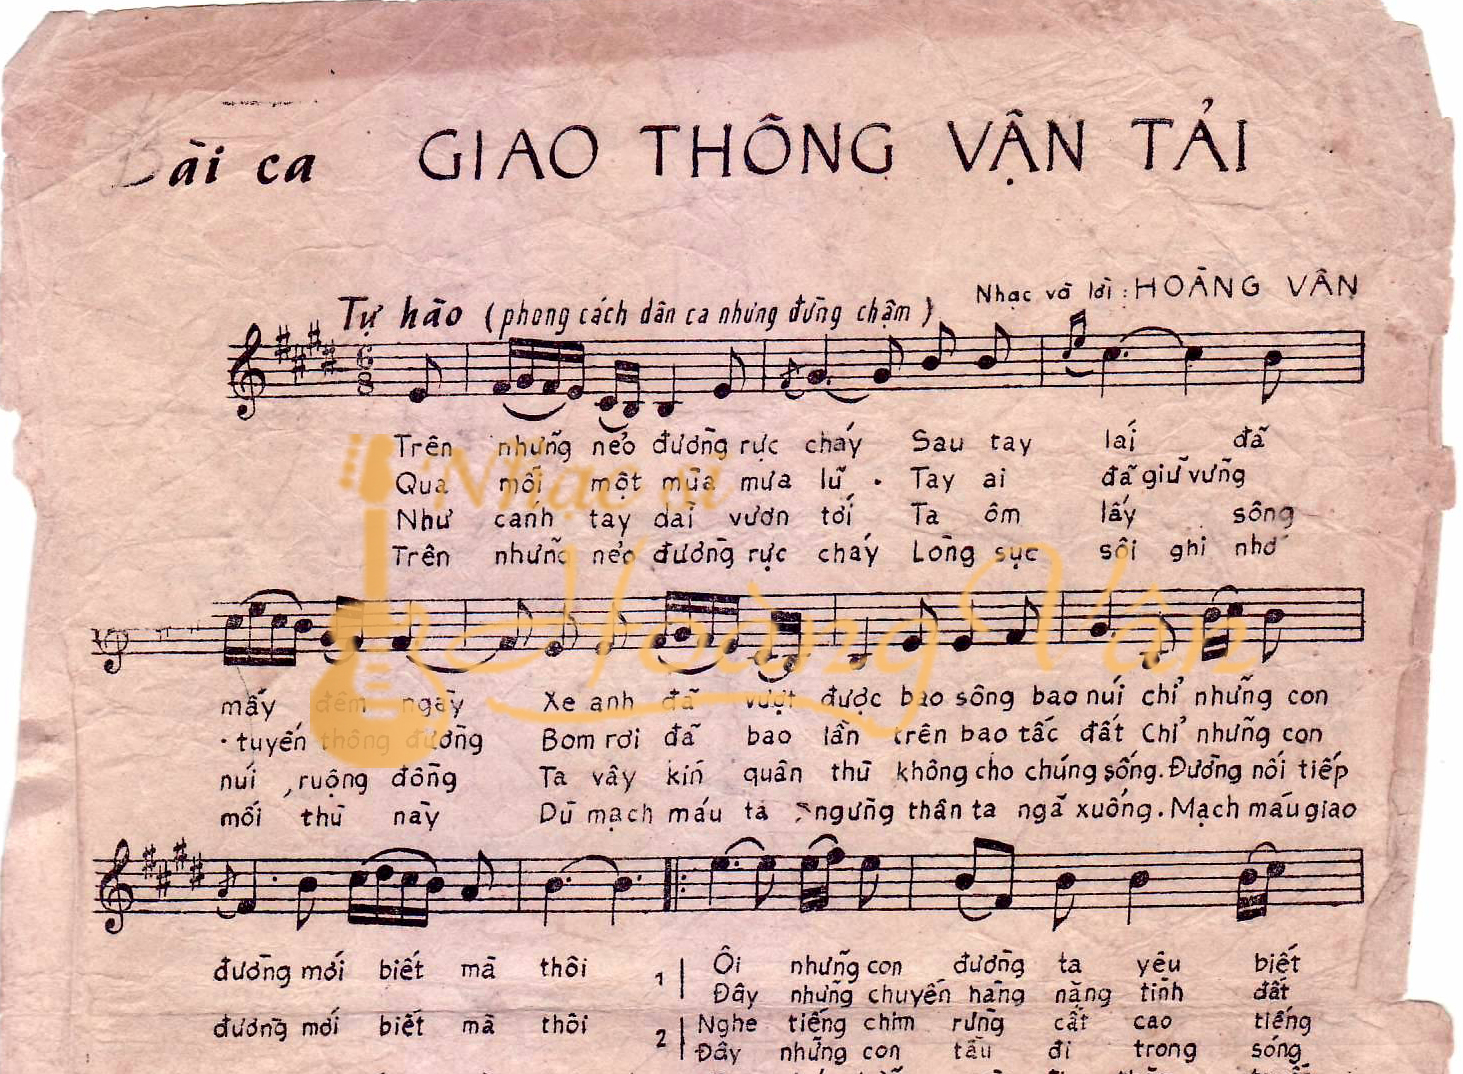 Bài ca GIAO THÔNG VẬN TẢI
Nhạc và lời : HOÀNG VÂN
Tự hào (phong cách dân ca nhưng đừng chậm)
6
8
Trên những nẻo đường rực cháy Sau tay lái đã
Qua mỗi một mùa mưa lũ . Tay ai đã giữ vững
Như cánh tay dài vươn tới Ta ôm lấy sông
Trên những nẻo đường rực cháy Lòng sục sôi ghi nhớ
Nhạc sĩ
Hoàng Vân
mấy đêm ngày Xe anh đã vượt được bao sông bao núi chỉ những con
tuyến thông đường Bom rơi đã bao lần trên bao tấc đất Chỉ những con
núi , ruộng đồng Ta vây kín quân thù không cho chúng sống. Đường nối tiếp
mối thù này Dù mạch máu ta ngừng thân ta ngã xuống. Mạch máu giao
đường mới biết mà thôi 1 Ôi những con đường ta yêu biết
Đây những chuyến hàng nặng tình đất
đường mới biết mà thôi 2 Nghe tiếng chim rừng cất cao tiếng
Đây những con tàu đi trong sóng